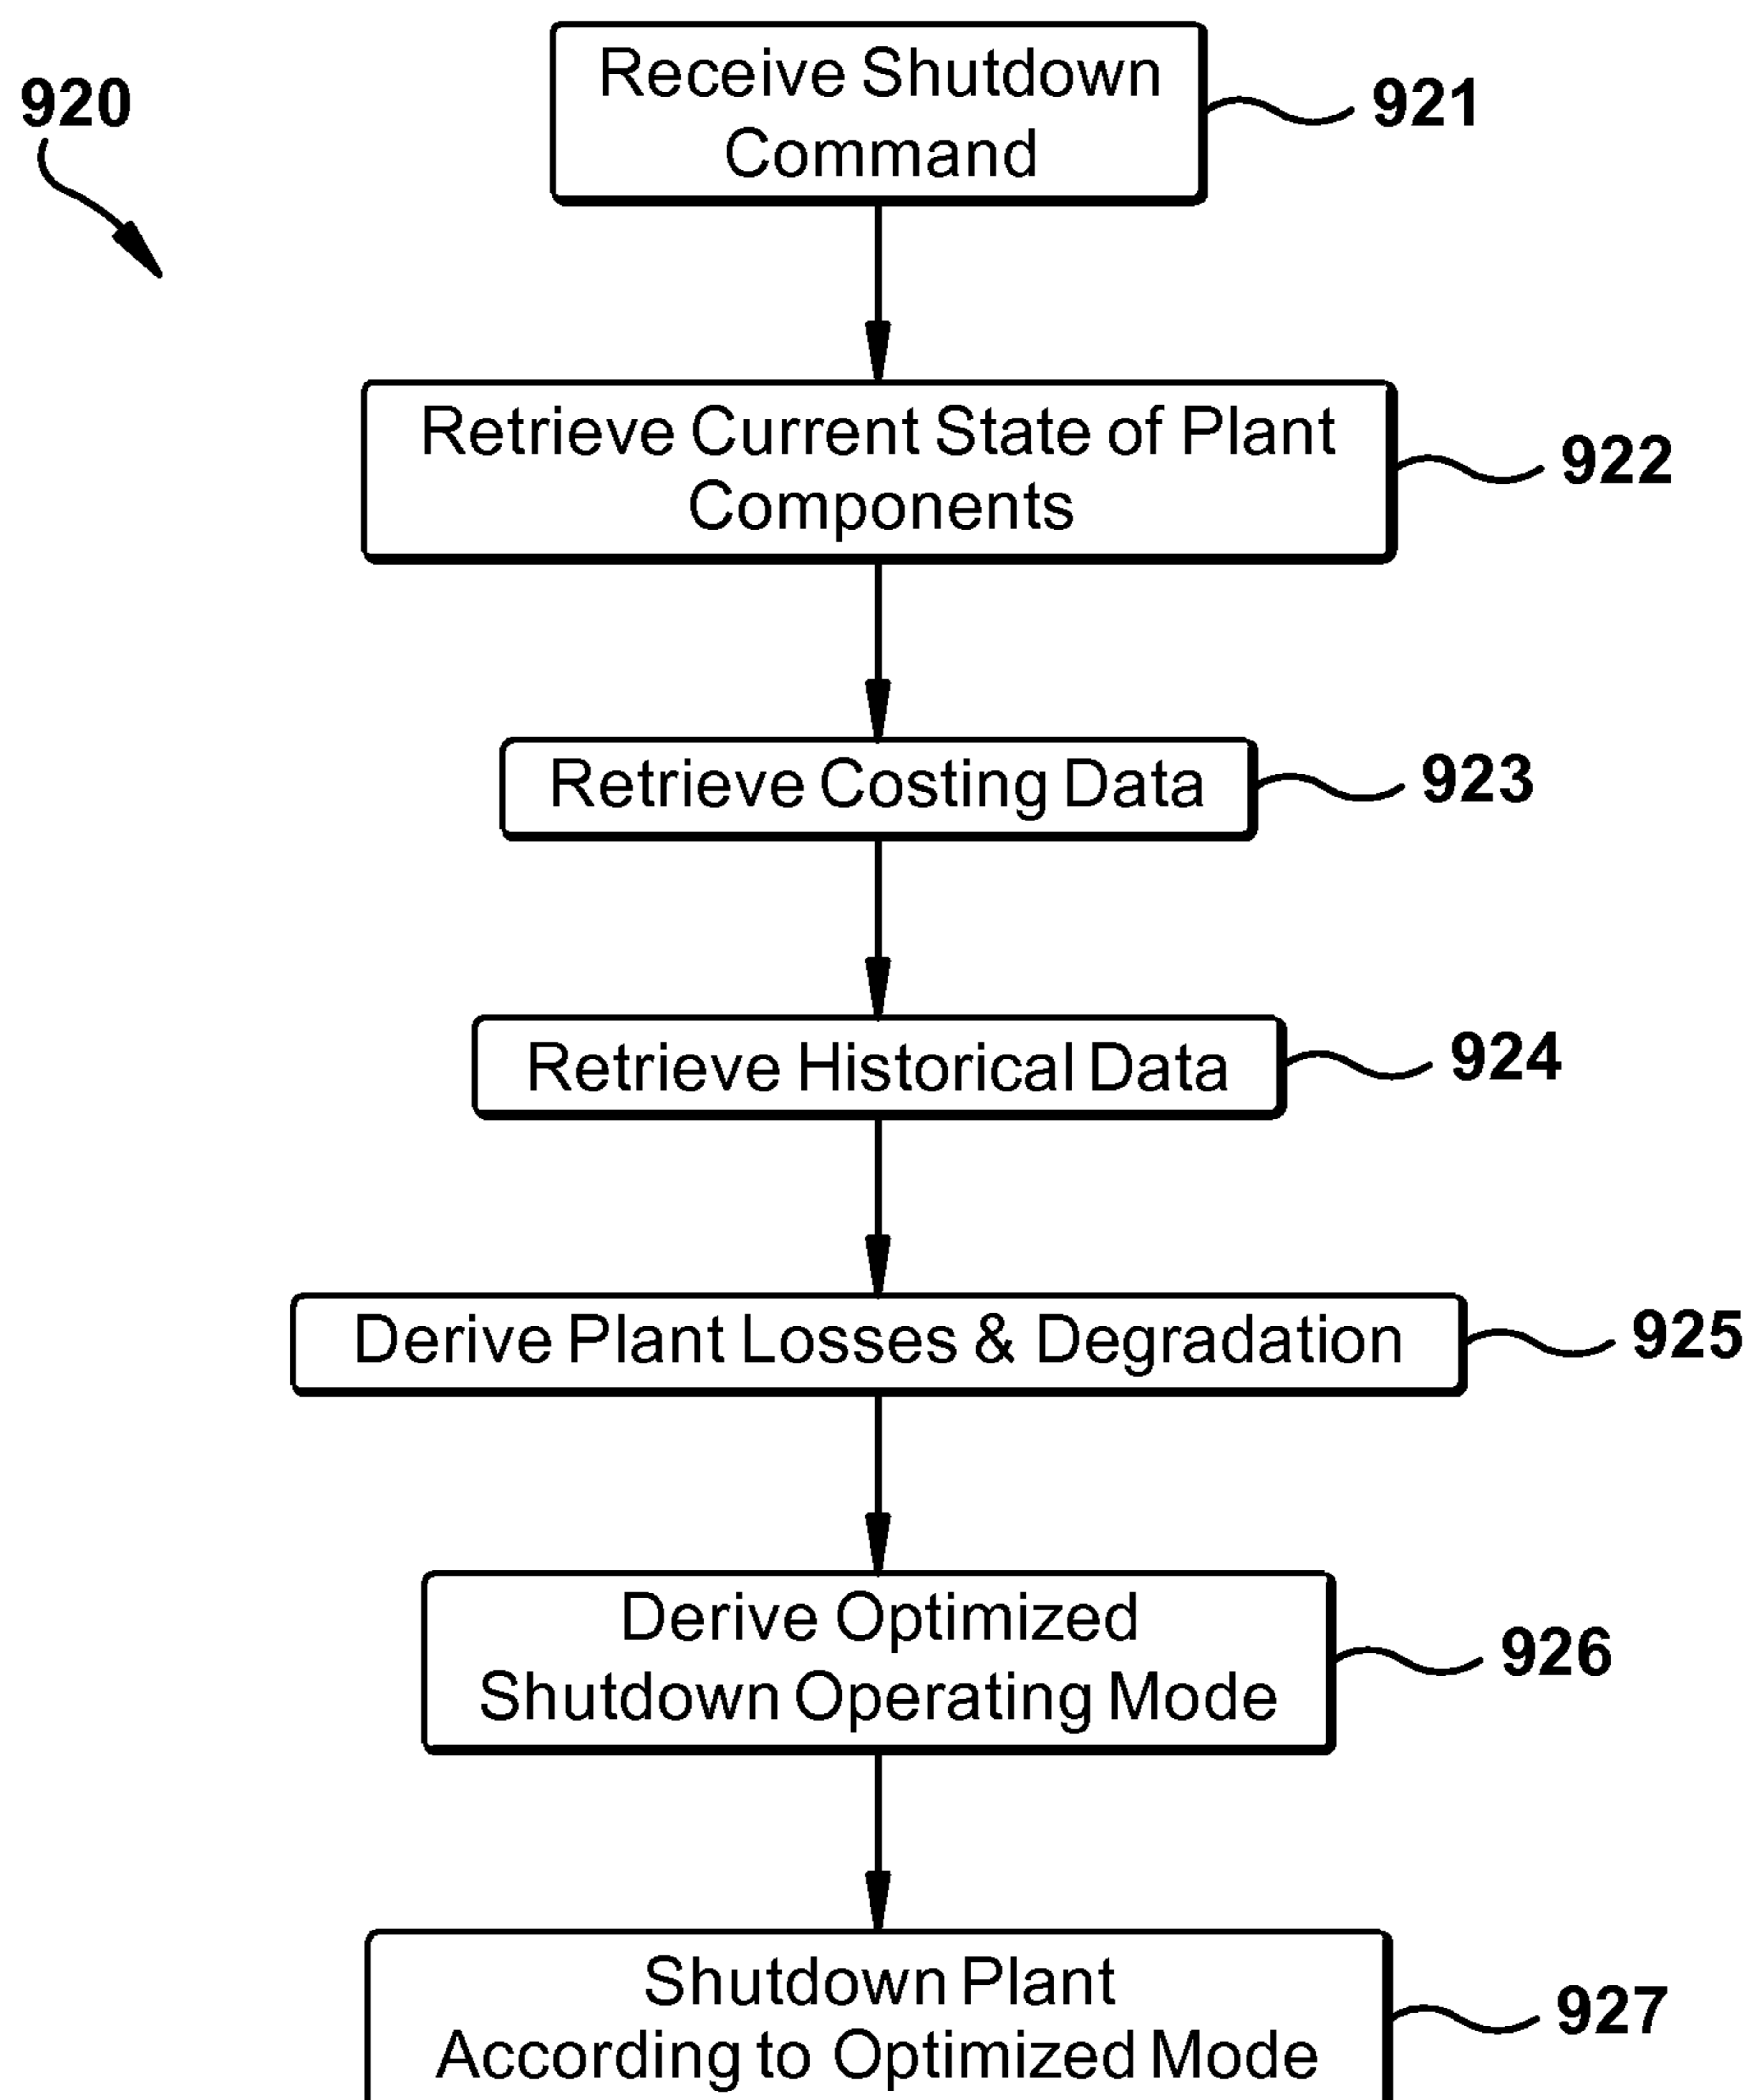 920
Receive Shutdown
Command
921
Retrieve Current State of Plant
Components
922
Retrieve Costing Data
923
Retrieve Historical Data
924
Derive Plant Losses & Degradation
925
Derive Optimized
Shutdown Operating Mode
926
Shutdown Plant
According to Optimized Mode
927